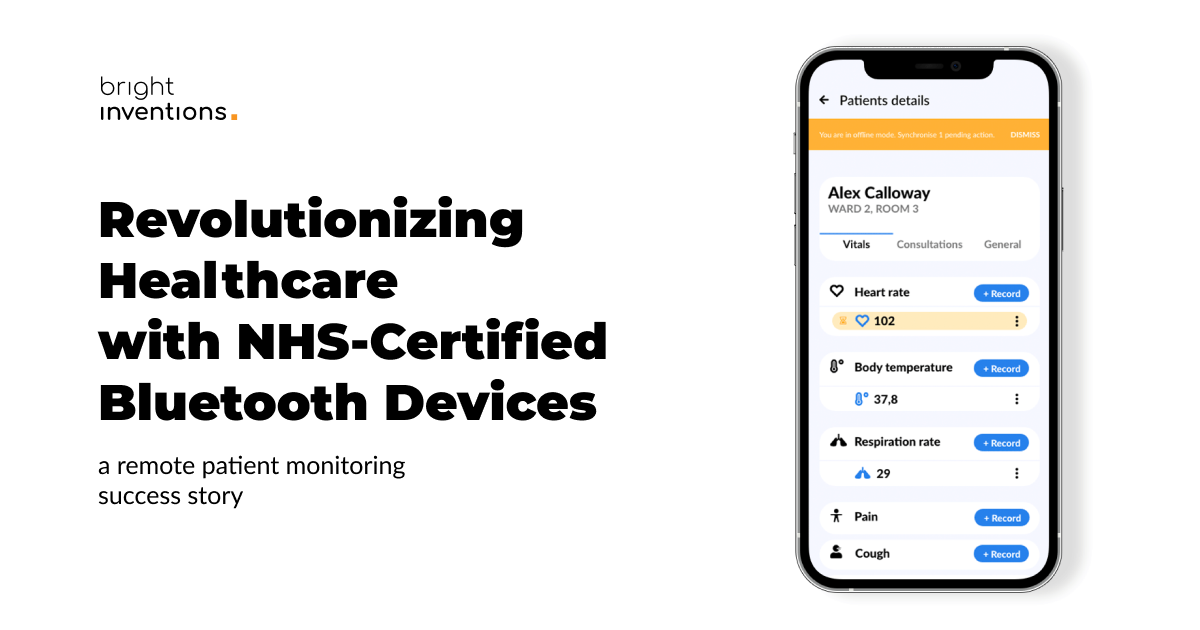 bright
inventions.
Revolutionizing
Healthcare
with NHS-Certified
Bluetooth Devices
a remote patient monitoring
success story
Patients details
You are in offline mode. Synchronise 1 pending action. DISMISS
Alex Calloway
WARD 2, ROOM 3
Vitals Consultations General
Heart rate + Record
102
Body temperature + Record
37,8
Respiration rate + Record
29
Pain + Record
Cough + Record